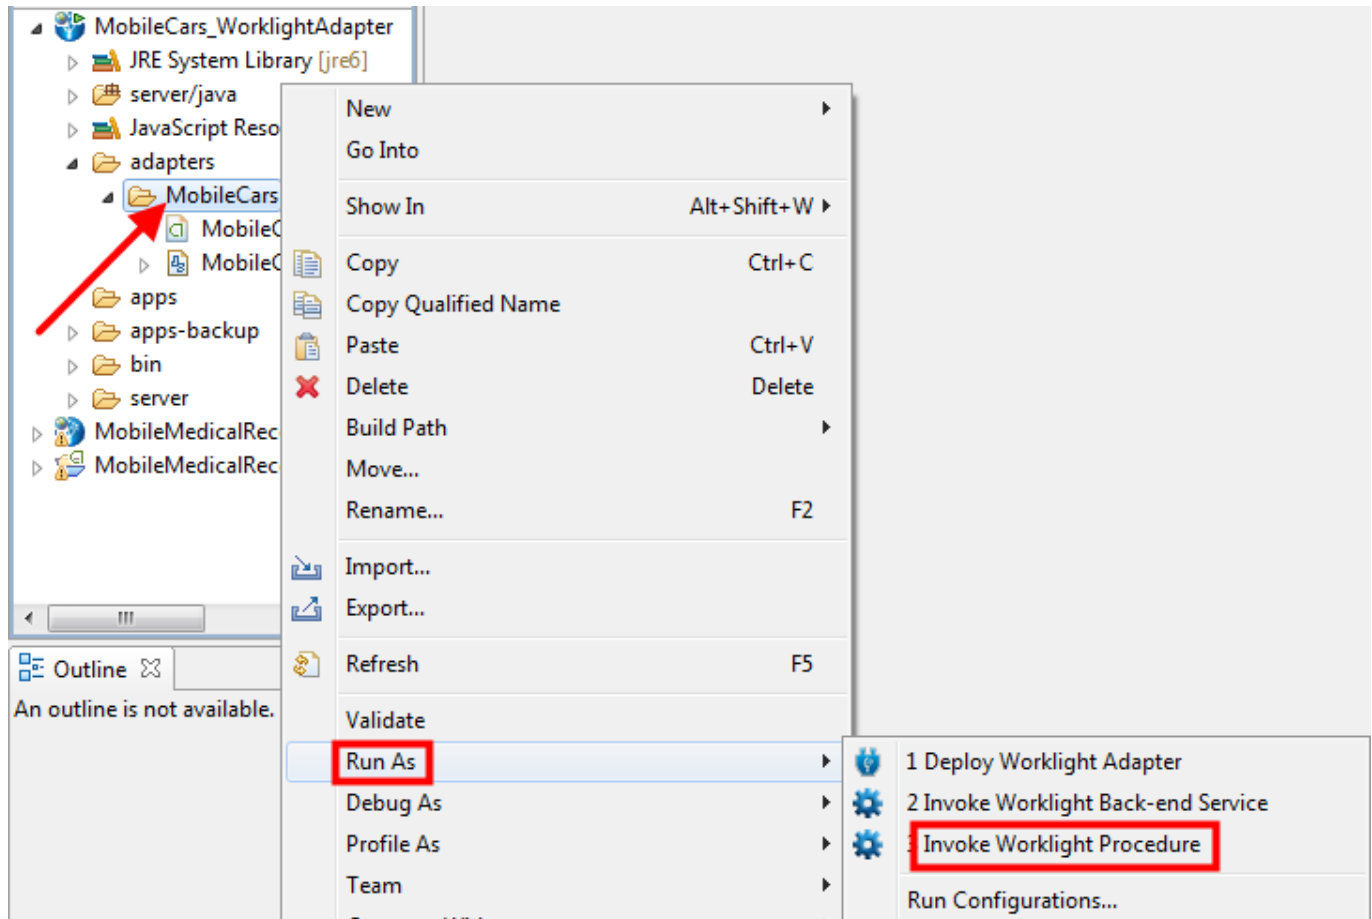 MobileCars_WorklightAdapter
JRE System Library [jre6]
server/java
JavaScript Reso
adapters
MobileCars
MobileC
MobileC
apps
apps-backup
bin
server
MobileMedicalRec
MobileMedicalRec
Outline
An outline is not available.
New
Go Into
Show In Alt+Shift+W
Copy Ctrl+C
Copy Qualified Name
Paste Ctrl+V
Delete Delete
Build Path
Move...
Rename... F2
Import...
Export...
Refresh F5
Validate
Run As
Debug As
Profile As
Team
1 Deploy Worklight Adapter
2 Invoke Worklight Back-end Service
3 Invoke Worklight Procedure
Run Configurations...